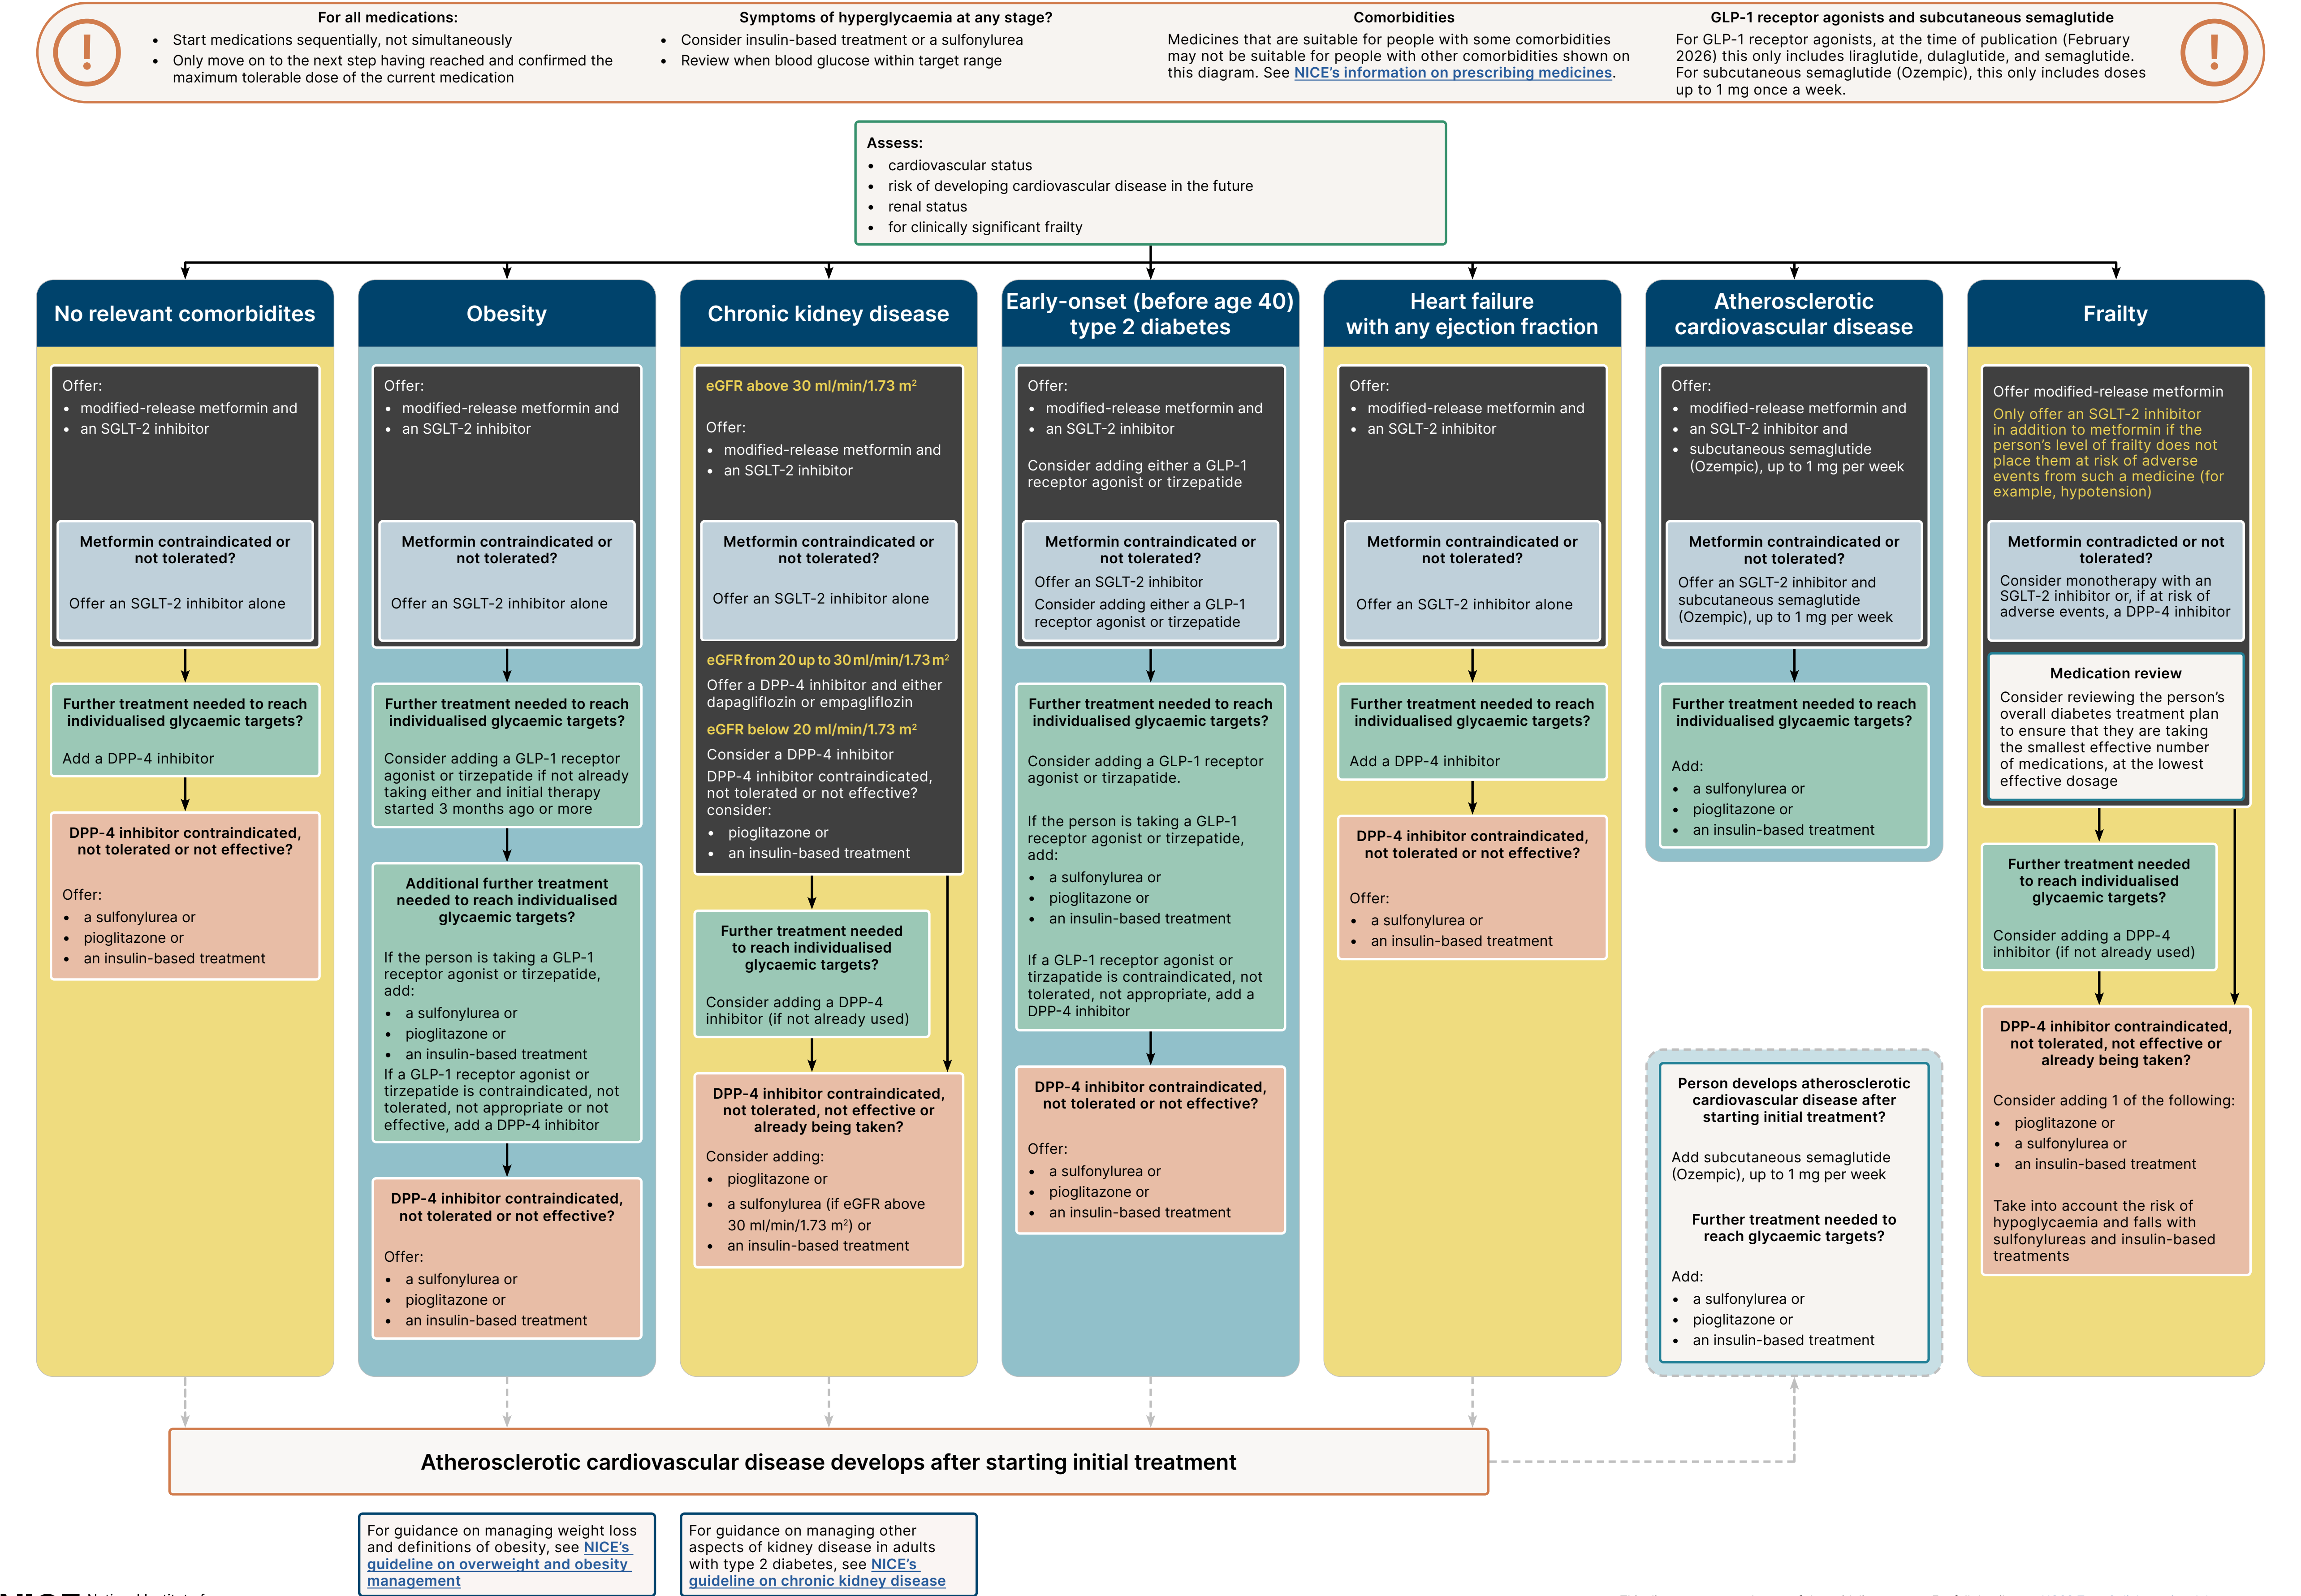 For all medications:
• Start medications sequentially, not simultaneously
• Only move on to the next step having reached and confirmed the
maximum tolerable dose of the current medication
Symptoms of hyperglycaemia at any stage?
• Consider insulin-based treatment or a sulfonylurea
• Review when blood glucose within target range
Comorbidities
Medicines that are suitable for people with some comorbidities
may not be suitable for people with other comorbidities shown on
this diagram. See NICE's information on prescribing medicines.
GLP-1 receptor agonists and subcutaneous semaglutide
For GLP-1 receptor agonists, at the time of publication (February
2026) this only includes liraglutide, dulaglutide, and semaglutide.
For subcutaneous semaglutide (Ozempic), this only includes doses
up to 1 mg once a week.
Assess:
• cardiovascular status
• risk of developing cardiovascular disease in the future
• renal status
• for clinically significant frailty
No relevant comorbidites
Offer:
• modified-release metformin and
• an SGLT-2 inhibitor
Metformin contraindicated or
not tolerated?
Offer an SGLT-2 inhibitor alone
Further treatment needed to reach
individualised glycaemic targets?
Add a DPP-4 inhibitor
DPP-4 inhibitor contraindicated,
not tolerated or not effective?
Offer:
• a sulfonylurea or
• pioglitazone or
• an insulin-based treatment
Obesity
Offer:
• modified-release metformin and
• an SGLT-2 inhibitor
Metformin contraindicated or
not tolerated?
Offer an SGLT-2 inhibitor alone
Further treatment needed to reach
individualised glycaemic targets?
Consider adding a GLP-1 receptor
agonist or tirzepatide if not already
taking either and initial therapy
started 3 months ago or more
Additional further treatment
needed to reach individualised
glycaemic targets?
If the person is taking a GLP-1
receptor agonist or tirzepatide,
add:
• a sulfonylurea or
• pioglitazone or
• an insulin-based treatment
If a GLP-1 receptor agonist or
tirzepatide is contraindicated, not
tolerated, not appropriate or not
effective, add a DPP-4 inhibitor
DPP-4 inhibitor contraindicated,
not tolerated or not effective?
Offer:
• a sulfonylurea or
• pioglitazone or
• an insulin-based treatment
Chronic kidney disease
eGFR above 30 ml/min/1.73 m²
Offer:
• modified-release metformin and
• an SGLT-2 inhibitor
Metformin contraindicated or
not tolerated?
Offer an SGLT-2 inhibitor alone
eGFR from 20 up to 30 ml/min/1.73 m²
Offer a DPP-4 inhibitor and either
dapagliflozin or empagliflozin
eGFR below 20 ml/min/1.73 m²
Consider a DPP-4 inhibitor
DPP-4 inhibitor contraindicated,
not tolerated or not effective?
consider:
• pioglitazone or
• an insulin-based treatment
Further treatment needed
to reach individualised
glycaemic targets?
Consider adding a DPP-4
inhibitor (if not already used)
DPP-4 inhibitor contraindicated,
not tolerated, not effective or
already being taken?
Consider adding:
• pioglitazone or
• a sulfonylurea (if eGFR above
30 ml/min/1.73 m²) or
• an insulin-based treatment
Early-onset (before age 40)
type 2 diabetes
Offer:
• modified-release metformin and
• an SGLT-2 inhibitor
Consider adding either a GLP-1
receptor agonist or tirzepatide
Metformin contraindicated or
not tolerated?
Offer an SGLT-2 inhibitor
Consider adding either a GLP-1
receptor agonist or tirzepatide
Further treatment needed to reach
individualised glycaemic targets?
Consider adding a GLP-1 receptor
agonist or tirzapatide.
If the person is taking a GLP-1
receptor agonist or tirzepatide,
add:
• a sulfonylurea or
• pioglitazone or
• an insulin-based treatment
If a GLP-1 receptor agonist or
tirzapatide is contraindicated, not
tolerated, not appropriate, add a
DPP-4 inhibitor
DPP-4 inhibitor contraindicated,
not tolerated or not effective?
Offer:
• a sulfonylurea or
• pioglitazone or
• an insulin-based treatment
Heart failure
with any ejection fraction
Offer:
• modified-release metformin and
• an SGLT-2 inhibitor
Metformin contraindicated or
not tolerated?
Offer an SGLT-2 inhibitor alone
Further treatment needed to reach
individualised glycaemic targets?
Add a DPP-4 inhibitor
DPP-4 inhibitor contraindicated,
not tolerated or not effective?
Offer:
• a sulfonylurea or
• an insulin-based treatment
Atherosclerotic
cardiovascular disease
Offer:
• modified-release metformin and
• an SGLT-2 inhibitor and
• subcutaneous semaglutide
(Ozempic), up to 1 mg per week
Metformin contraindicated or
not tolerated?
Offer an SGLT-2 inhibitor and
subcutaneous semaglutide
(Ozempic), up to 1 mg per week
Further treatment needed to reach
individualised glycaemic targets?
Add:
• a sulfonylurea or
• pioglitazone or
• an insulin-based treatment
Person develops atherosclerotic
cardiovascular disease after
starting initial treatment?
Add subcutaneous semaglutide
(Ozempic), up to 1 mg per week
Further treatment needed to
reach glycaemic targets?
Add:
• a sulfonylurea or
• pioglitazone or
• an insulin-based treatment
Frailty
Offer modified-release metformin
Only offer an SGLT-2 inhibitor
in addition to metformin if the
person's level of frailty does not
place them at risk of adverse
events from such a medicine (for
example, hypotension)
Metformin contradicted or not
tolerated?
Consider monotherapy with an
SGLT-2 inhibitor or, if at risk of
adverse events, a DPP-4 inhibitor
Medication review
Consider reviewing the person's
overall diabetes treatment plan
to ensure that they are taking
the smallest effective number
of medications, at the lowest
effective dosage
Further treatment needed
to reach individualised
glycaemic targets?
Consider adding a DPP-4
inhibitor (if not already used)
DPP-4 inhibitor contraindicated,
not tolerated, not effective or
already being taken?
Consider adding 1 of the following:
• pioglitazone or
• a sulfonylurea or
• an insulin-based treatment
Take into account the risk of
hypoglycaemia and falls with
sulfonylureas and insulin-based
treatments
Atherosclerotic cardiovascular disease develops after starting initial treatment
For guidance on managing weight loss
and definitions of obesity, see NICE's
guideline on overweight and obesity
management
For guidance on managing other
aspects of kidney disease in adults
with type 2 diabetes, see NICE's
guideline on chronic kidney disease